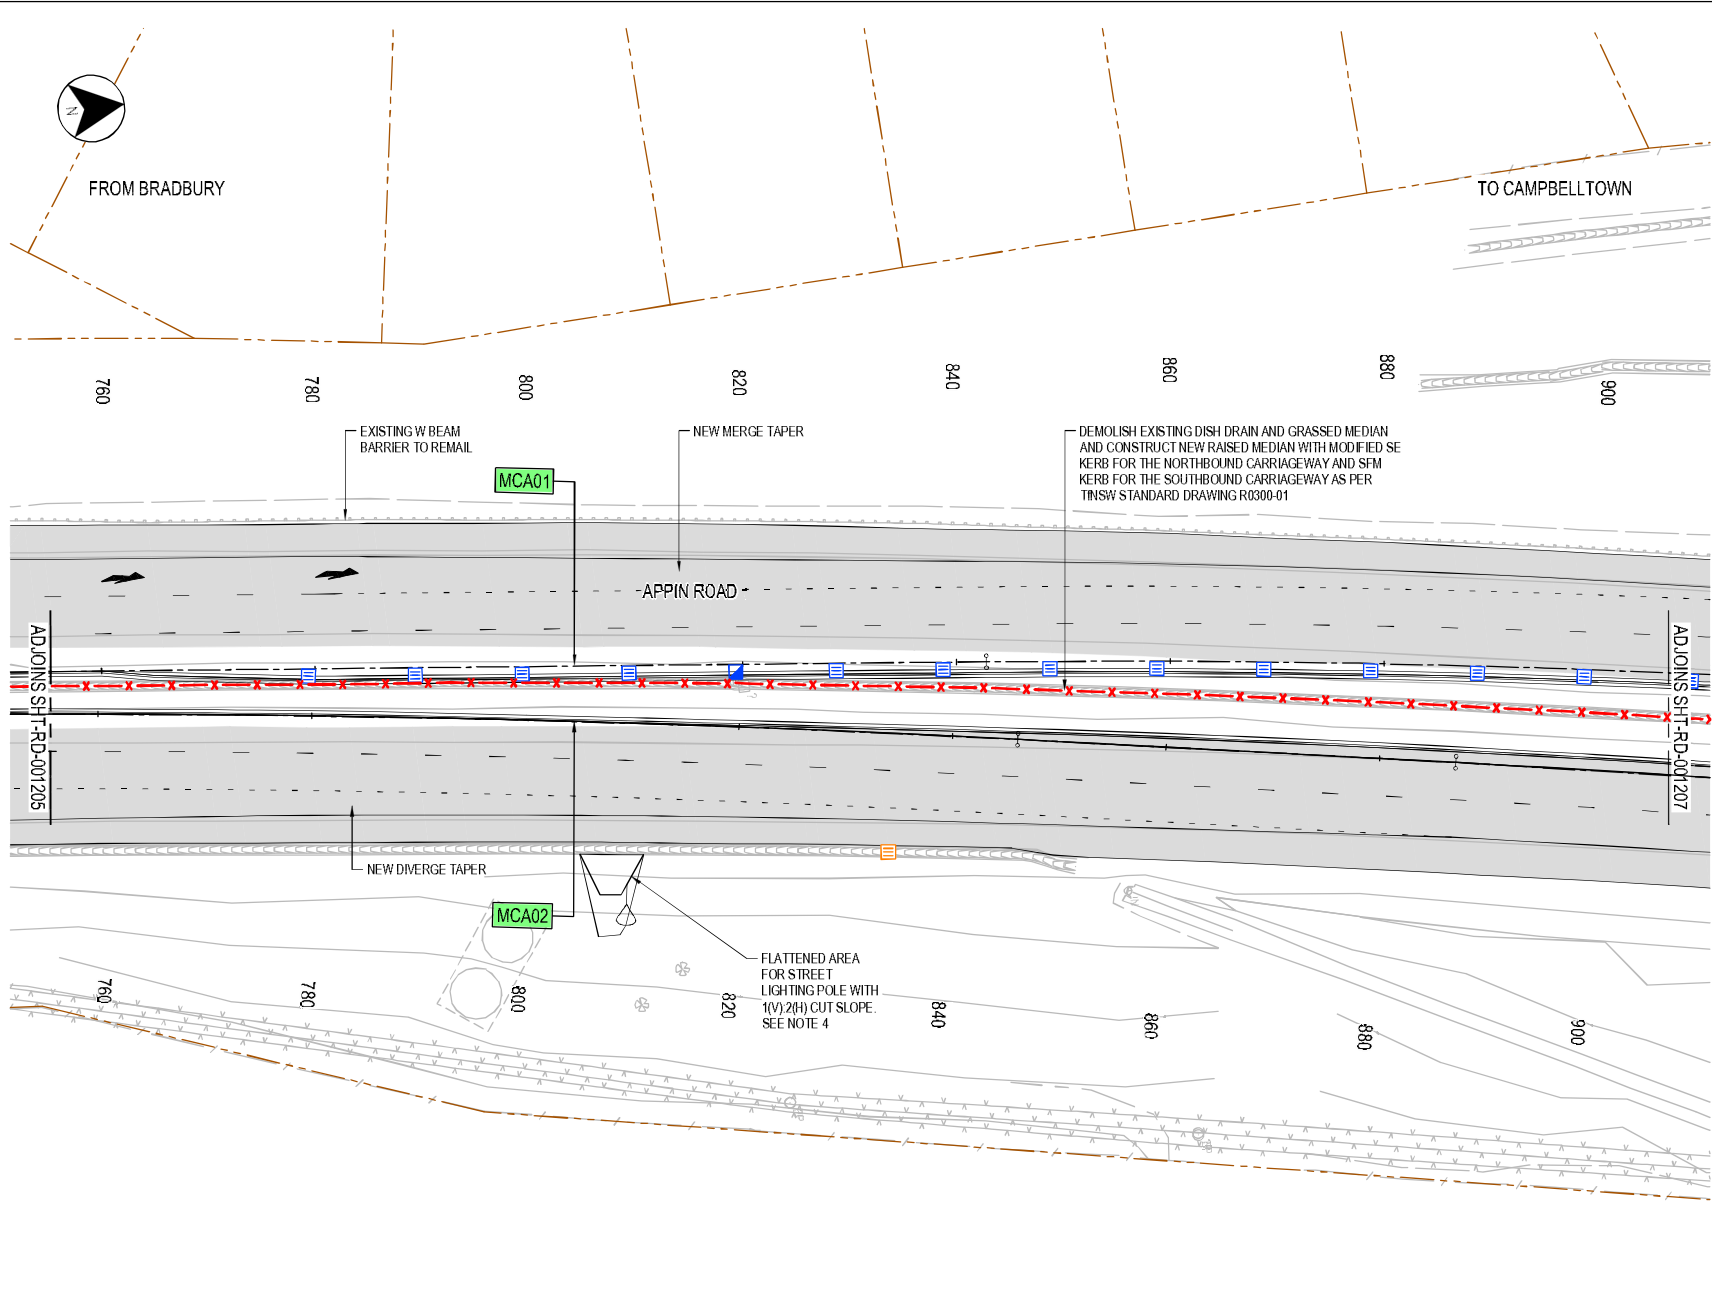 N
FROM BRADBURY
TO CAMPBELLTOWN
760
780
800
820
840
860
880
900
EXISTING W BEAM
BARRIER TO REMAIL
NEW MERGE TAPER
DEMOLISH EXISTING DISH DRAIN AND GRASSED MEDIAN
AND CONSTRUCT NEW RAISED MEDIAN WITH MODIFIED SE
KERB FOR THE NORTHBOUND CARRIAGEWAY AND SFM
KERB FOR THE SOUTHBOUND CARRIAGEWAY AS PER
TfNSW STANDARD DRAWING R0300-01
MCA01
APPIN ROAD
ADJOINS SHT-RD-001205
ADJOINS SHT-RD-001207
NEW DIVERGE TAPER
MCA02
FLATTENED AREA
FOR STREET
LIGHTING POLE WITH
1(V):2(H) CUT SLOPE.
SEE NOTE 4
760
780
800
820
840
860
880
900